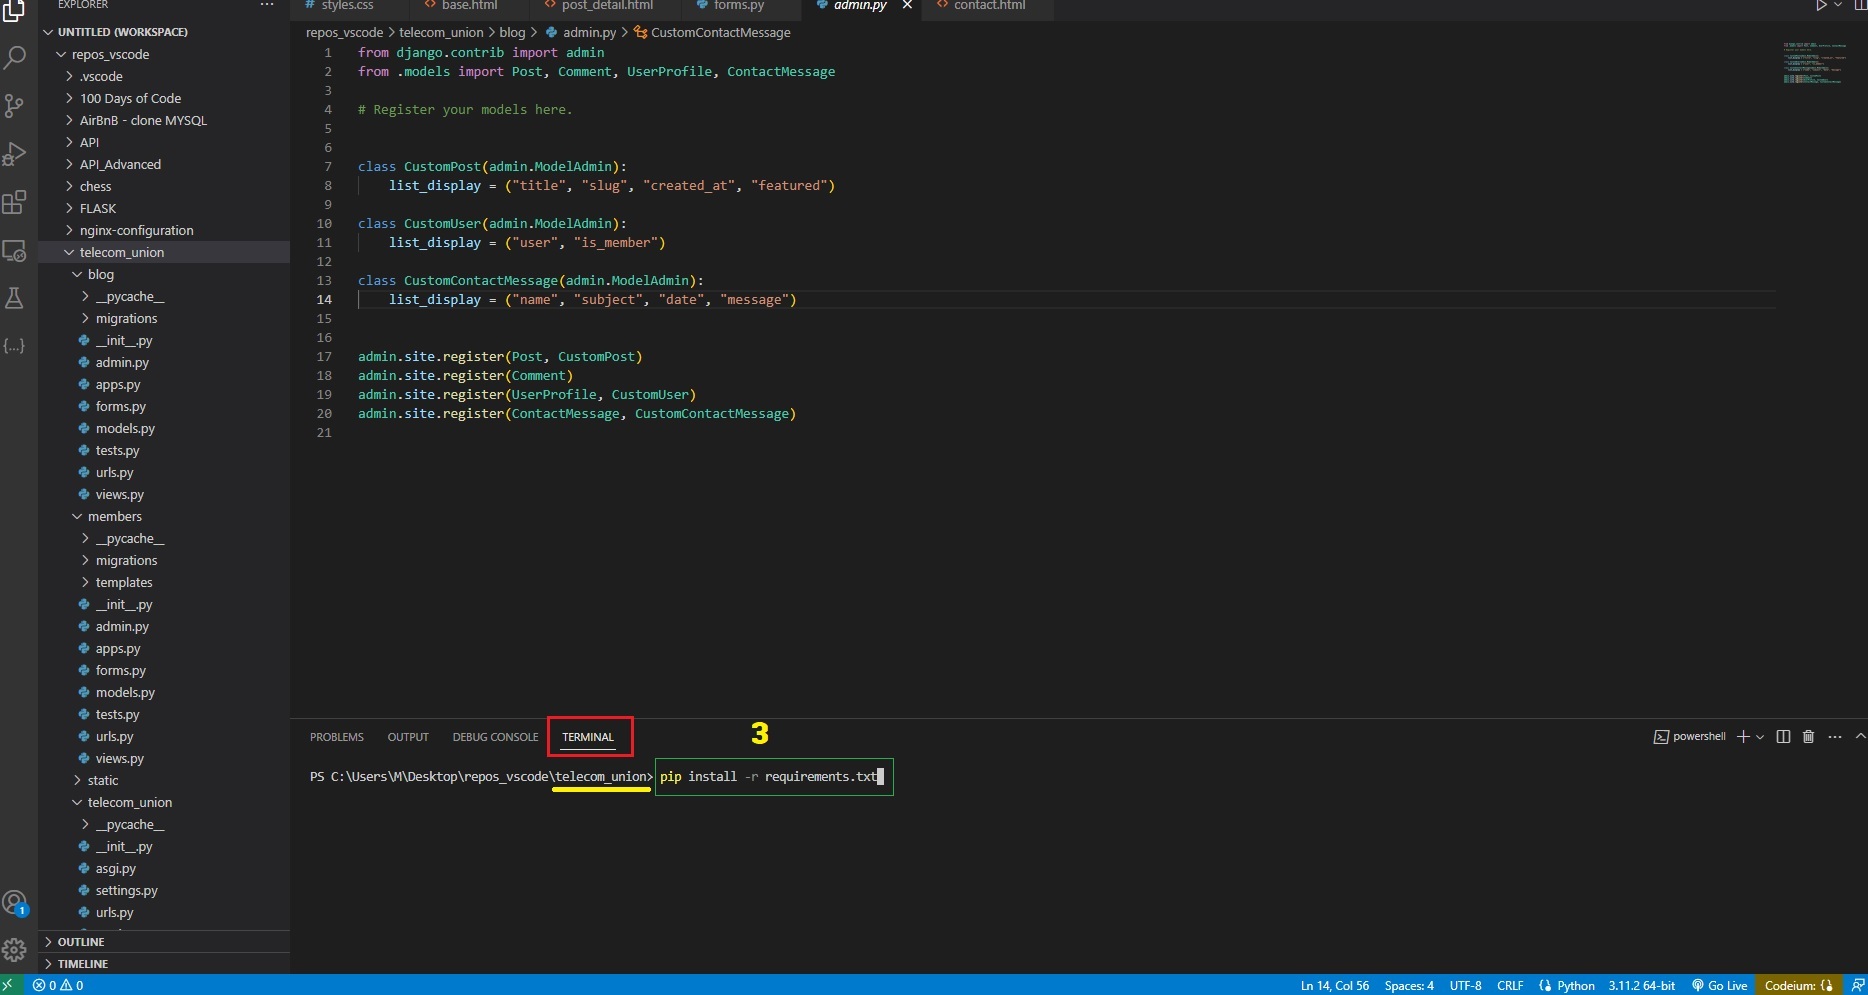 EXPLORER
UNTITLED (WORKSPACE)
repos_vscode
.vscode
100 Days of Code
AirBnB - clone MYSQL
API
API_Advanced
chess
FLASK
nginx-configuration
telecom_union
blog
__pycache__
migrations
__init__.py
admin.py
apps.py
forms.py
models.py
tests.py
urls.py
views.py
members
__pycache__
migrations
templates
__init__.py
admin.py
apps.py
forms.py
models.py
tests.py
urls.py
views.py
static
telecom_union
__pycache__
__init__.py
asgi.py
settings.py
urls.py
OUTLINE
TIMELINE
# styles.css <> base.html <> post_detail.html forms.py admin.py <> contact.html
repos_vscode > telecom_union > blog > admin.py > CustomContactMessage
1 from django.contrib import admin
2 from .models import Post, Comment, UserProfile, ContactMessage
3
4 # Register your models here.
5
6
7 class CustomPost(admin.ModelAdmin):
8 list_display = ("title", "slug", "created_at", "featured")
9
10 class CustomUser(admin.ModelAdmin):
11 list_display = ("user", "is_member")
12
13 class CustomContactMessage(admin.ModelAdmin):
14 list_display = ("name", "subject", "date", "message")
15
16
17 admin.site.register(Post, CustomPost)
18 admin.site.register(Comment)
19 admin.site.register(UserProfile, CustomUser)
20 admin.site.register(ContactMessage, CustomContactMessage)
21
PROBLEMS OUTPUT DEBUG CONSOLE TERMINAL 3 powershell
PS C:\Users\M\Desktop\repos_vscode\telecom_union> pip install -r requirements.txt
1
0 0 Ln 14, Col 56 Spaces: 4 UTF-8 CRLF Python 3.11.2 64-bit Go Live Codeium: {}